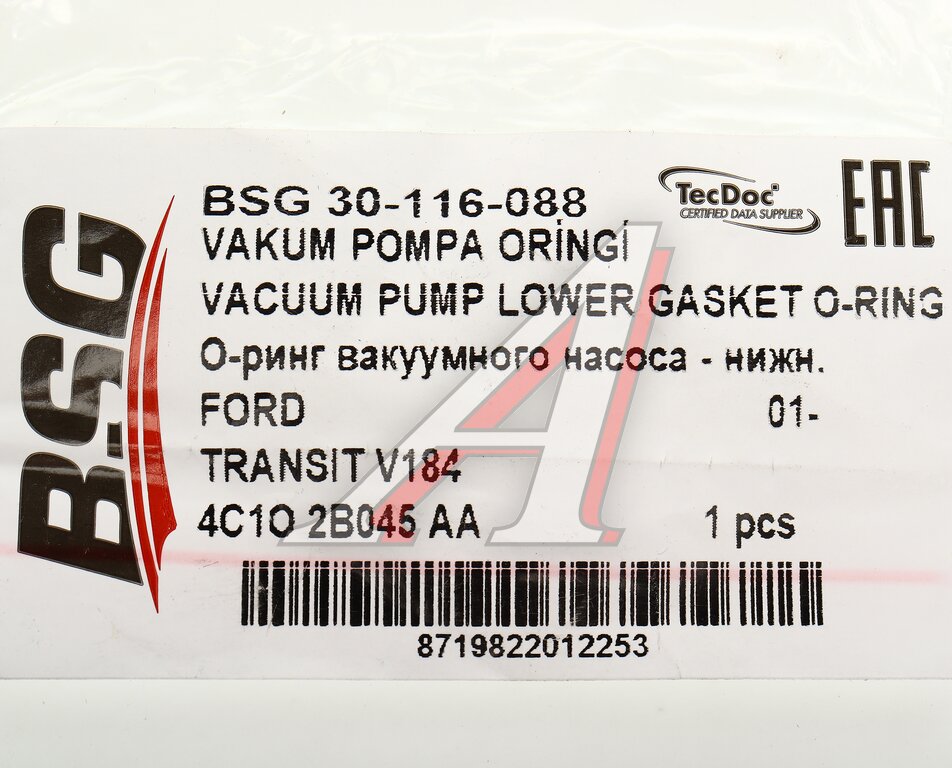 BSG
BSG 30-116-088
TecDoc
CERTIFIED DATA SUPPLIER
EAC
VAKUM POMPA ORİNGİ
VACUUM PUMP LOWER GASKET O-RING
О-ринг вакуумного насоса - нижн.
FORD 01-
TRANSIT V184
4C1O 2B045 AA 1 pcs
8719822012253